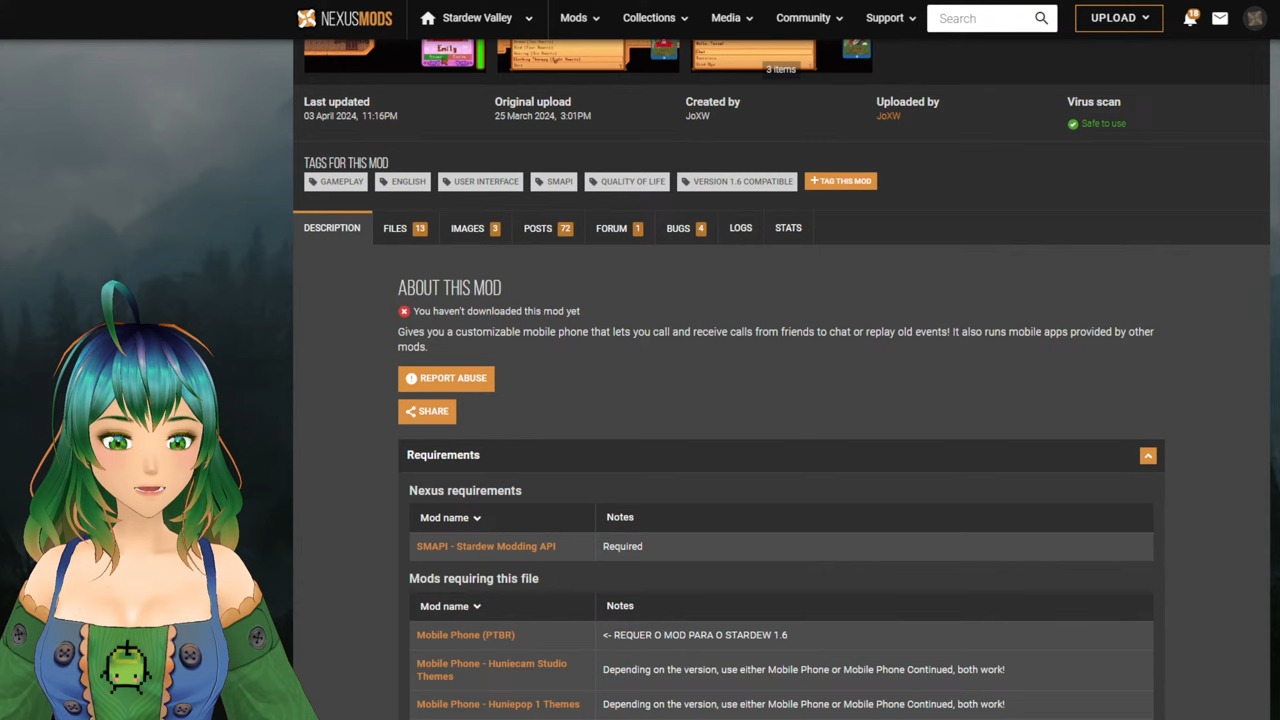 NEXUSMODS Stardew Valley Mods Collections Media Community Support Search UPLOAD 18
Emily
3 items
Last updated Original upload Created by Uploaded by Virus scan
03 April 2024, 11:16PM 25 March 2024, 3:01PM JoXW JoXW Safe to use
TAGS FOR THIS MOD
GAMEPLAY ENGLISH USER INTERFACE SMAPI QUALITY OF LIFE VERSION 1.6 COMPATIBLE +TAG THIS MOD
DESCRIPTION FILES 13 IMAGES 3 POSTS 72 FORUM 1 BUGS 4 LOGS STATS
ABOUT THIS MOD
You haven't downloaded this mod yet
Gives you a customizable mobile phone that lets you call and receive calls from friends to chat or replay old events! It also runs mobile apps provided by other
mods.
REPORT ABUSE
SHARE
Requirements
Nexus requirements
Mod name Notes
SMAPI - Stardew Modding API Required
Mods requiring this file
Mod name Notes
Mobile Phone (PTBR) <- REQUER O MOD PARA O STARDEW 1.6
Mobile Phone - Huniecam Studio
Themes Depending on the version, use either Mobile Phone or Mobile Phone Continued, both work!
Mobile Phone - Huniepop 1 Themes Depending on the version, use either Mobile Phone or Mobile Phone Continued, both work!